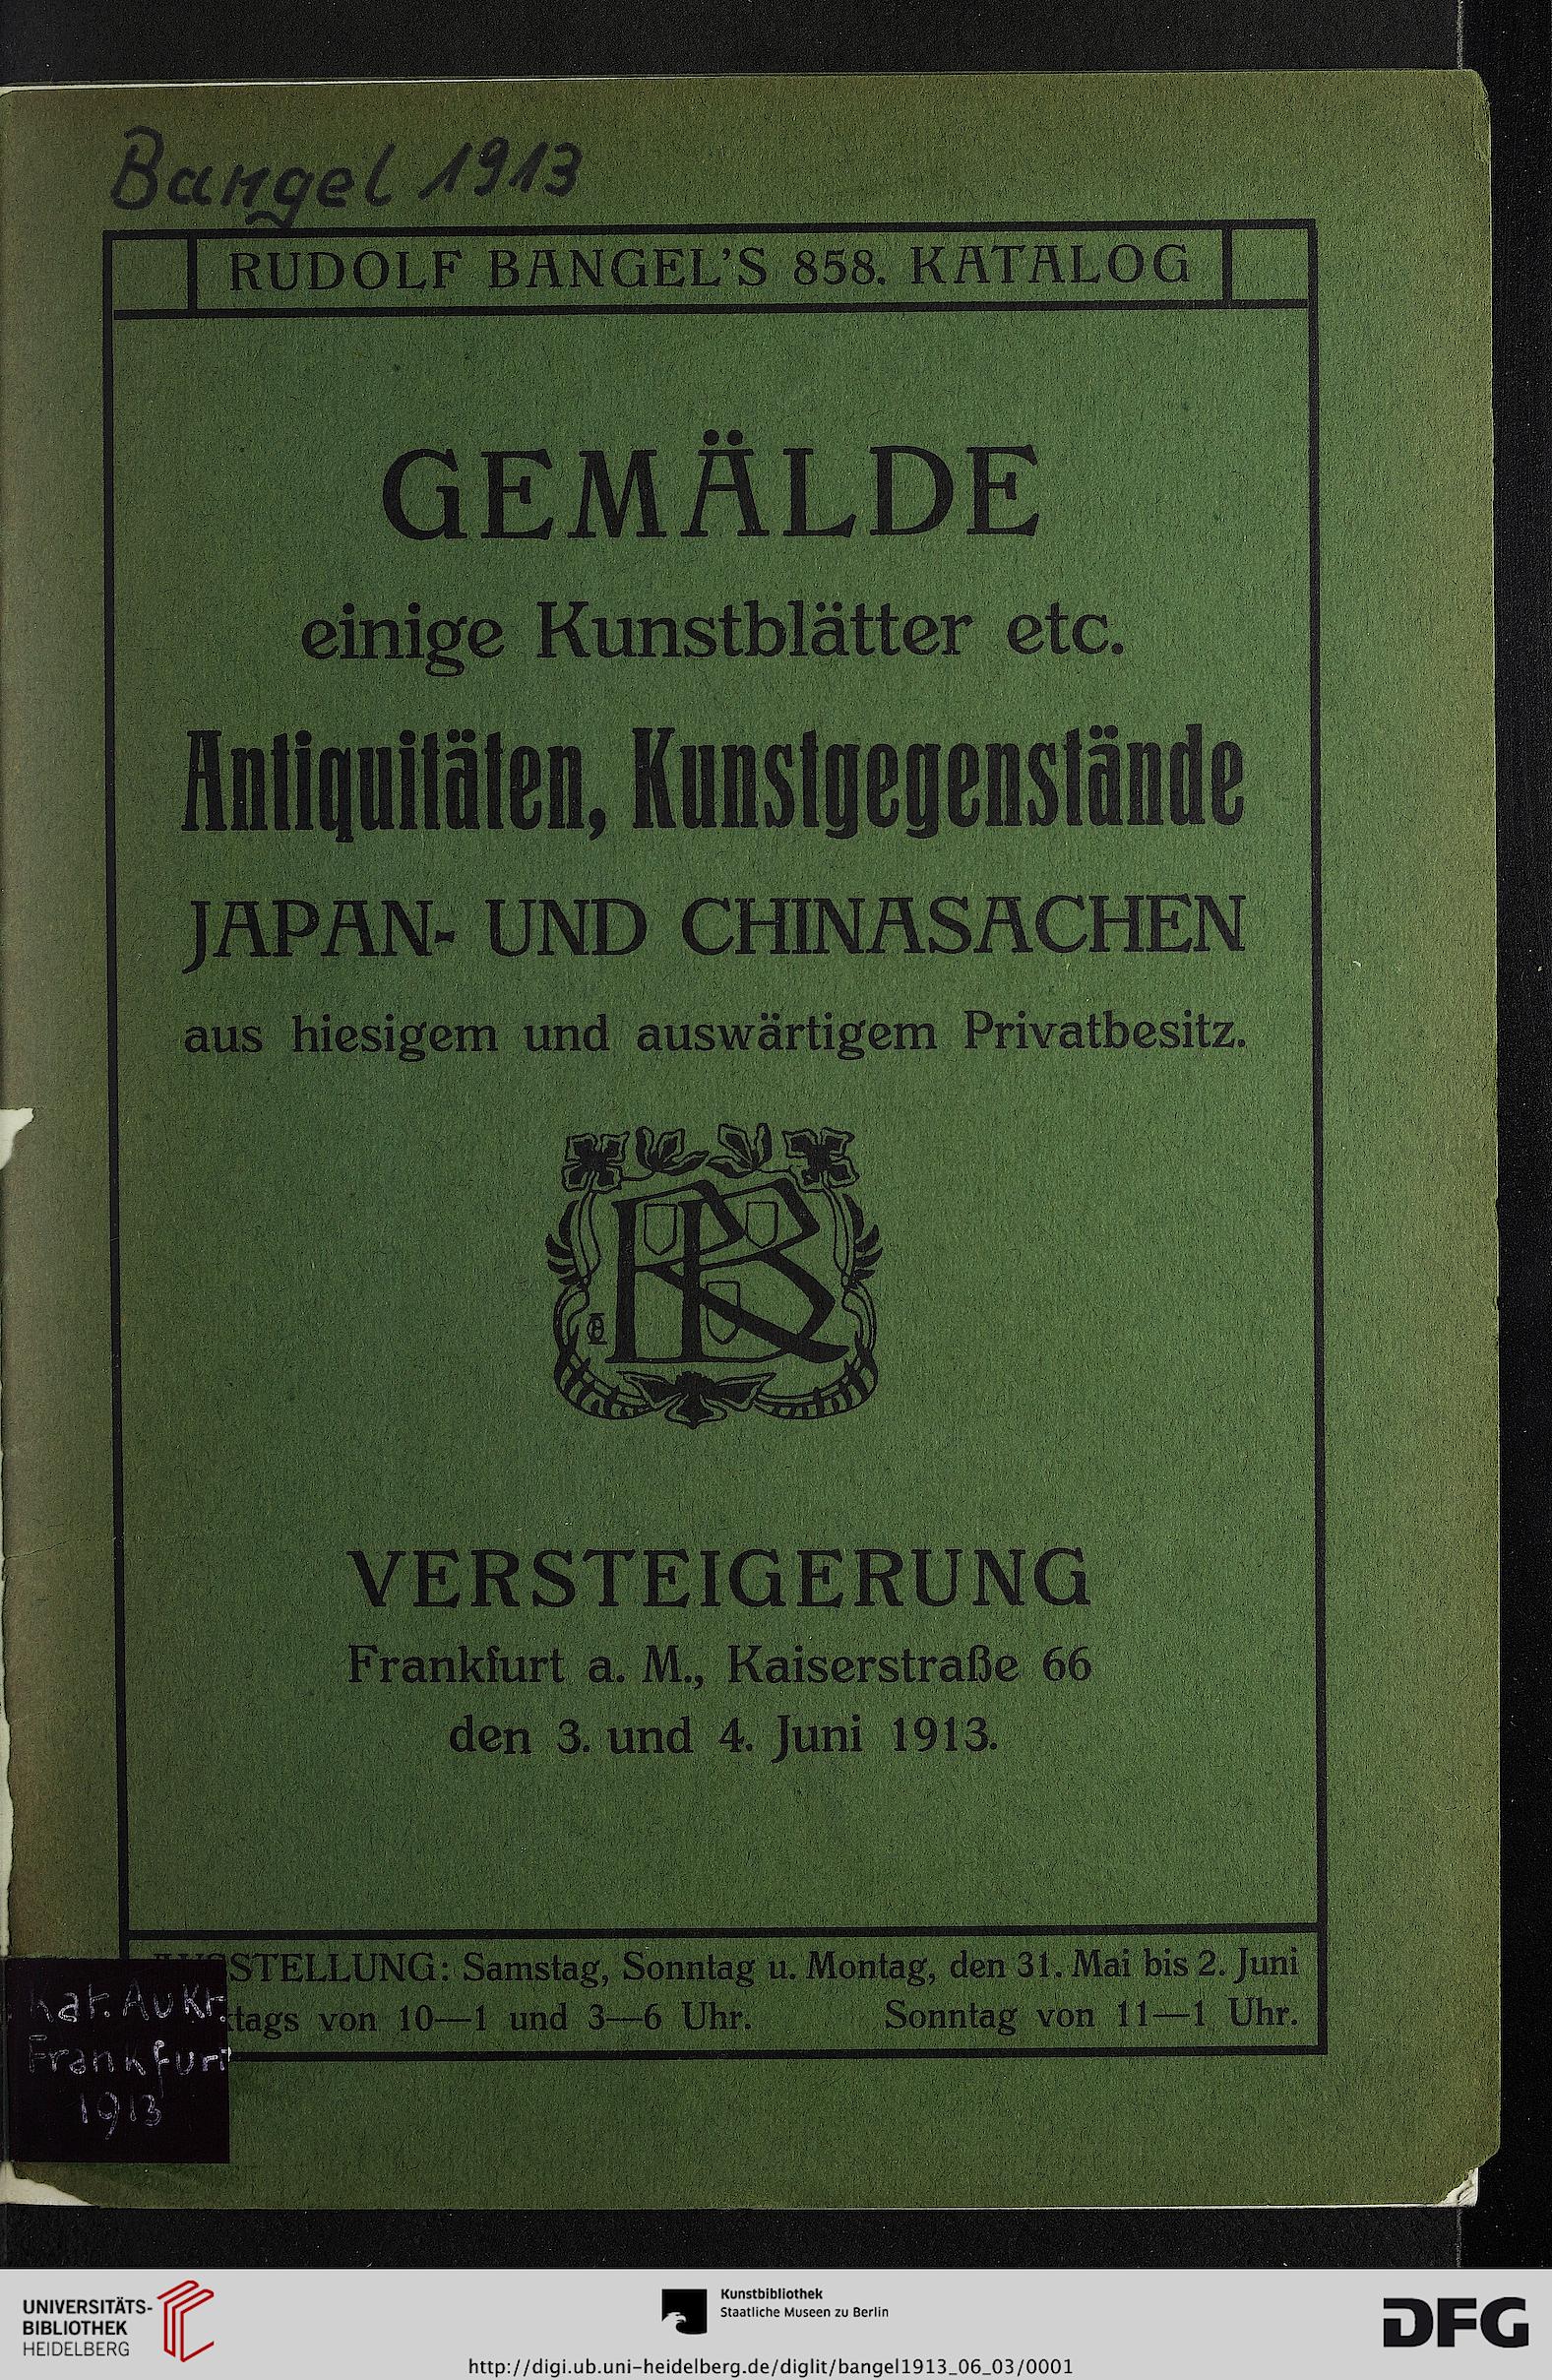 Bangel 1913
RUDOLF BANGEL'S 858. KATALOG
GEMÄLDE
einige Kunstblätter etc.
Antiquitäten, Kunstgegenstände
JAPAN- UND CHINASACHEN
aus hiesigem und auswärtigem Privatbesitz.
RB
VERSTEIGERUNG
Frankfurt a. M., Kaiserstraße 66
den 3. und 4. Juni 1913.
AUSSTELLUNG: Samstag, Sonntag u. Montag, den 31. Mai bis 2. Juni
tags von 10—1 und 3—6 Uhr. Sonntag von 11—1 Uhr.
Kat. Aukt.
Frankfurt
1913
UNIVERSITÄTS-
BIBLIOTHEK
HEIDELBERG
Kunstbibliothek
Staatliche Museen zu Berlin
DFG
http://digi.ub.uni-heidelberg.de/diglit/bangel1913_06_03/0001